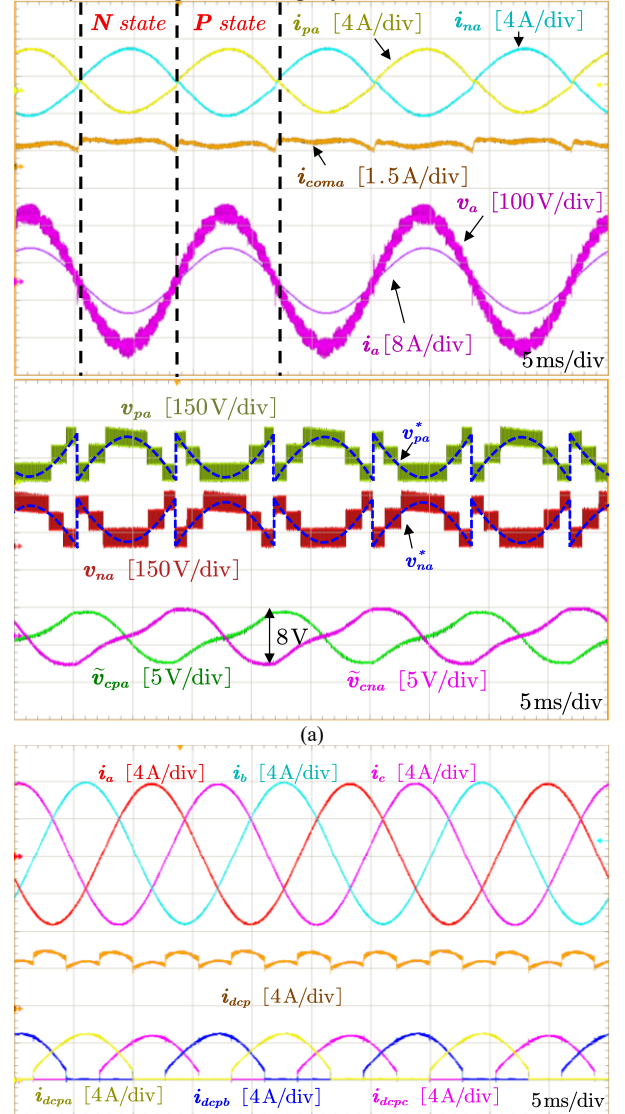 N state P state i_pa [4A/div] i_na [4A/div]
i_coma [1.5A/div]
v_a [100V/div]
i_a[8A/div]
5ms/div
v_pa [150V/div]
v*_pa
v_na [150V/div]
v*_na
8V
ṽ_cpa [5V/div] ṽ_cna [5V/div]
5ms/div
(a)
i_a [4A/div] i_b [4A/div] i_c [4A/div]
i_dcp [4A/div]
i_dcpa [4A/div] i_dcpb [4A/div] i_dcpc [4A/div] 5ms/div